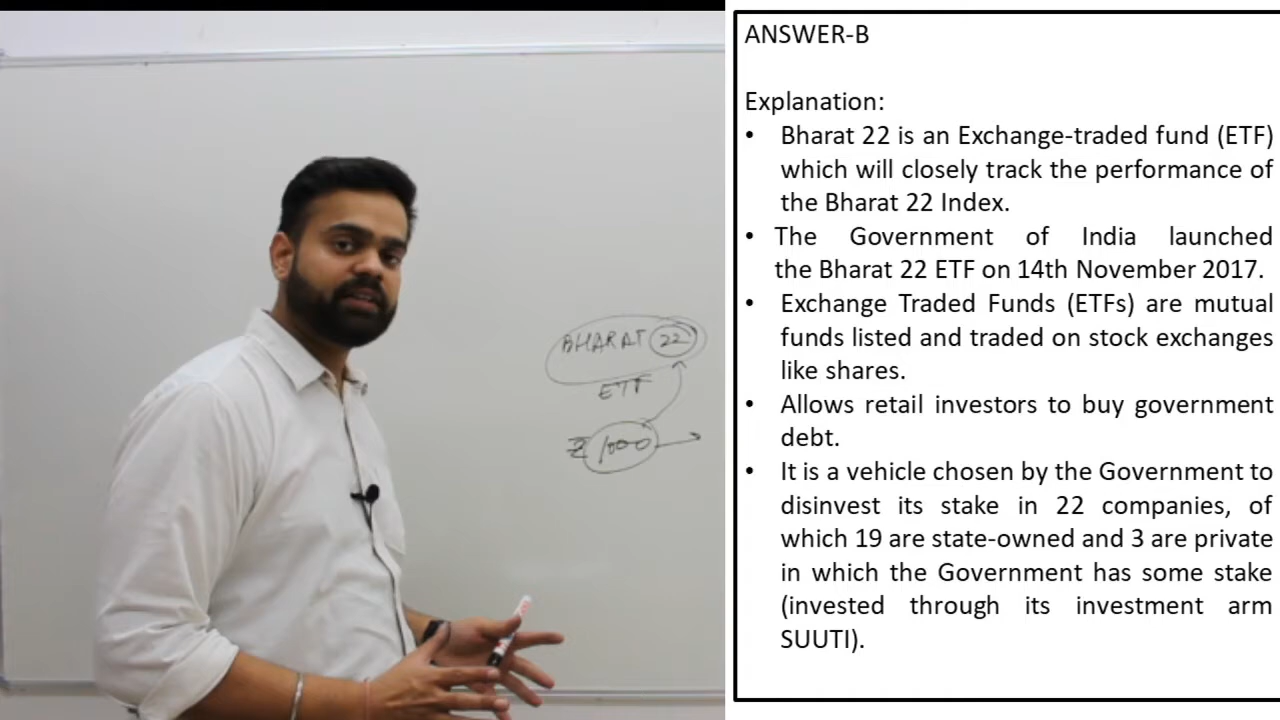 BHARAT 22
ETF
₹ 1000
ANSWER-B
Explanation:
• Bharat 22 is an Exchange-traded fund (ETF)
which will closely track the performance of
the Bharat 22 Index.
• The Government of India launched
the Bharat 22 ETF on 14th November 2017.
• Exchange Traded Funds (ETFs) are mutual
funds listed and traded on stock exchanges
like shares.
• Allows retail investors to buy government
debt.
• It is a vehicle chosen by the Government to
disinvest its stake in 22 companies, of
which 19 are state-owned and 3 are private
in which the Government has some stake
(invested through its investment arm
SUUTI).